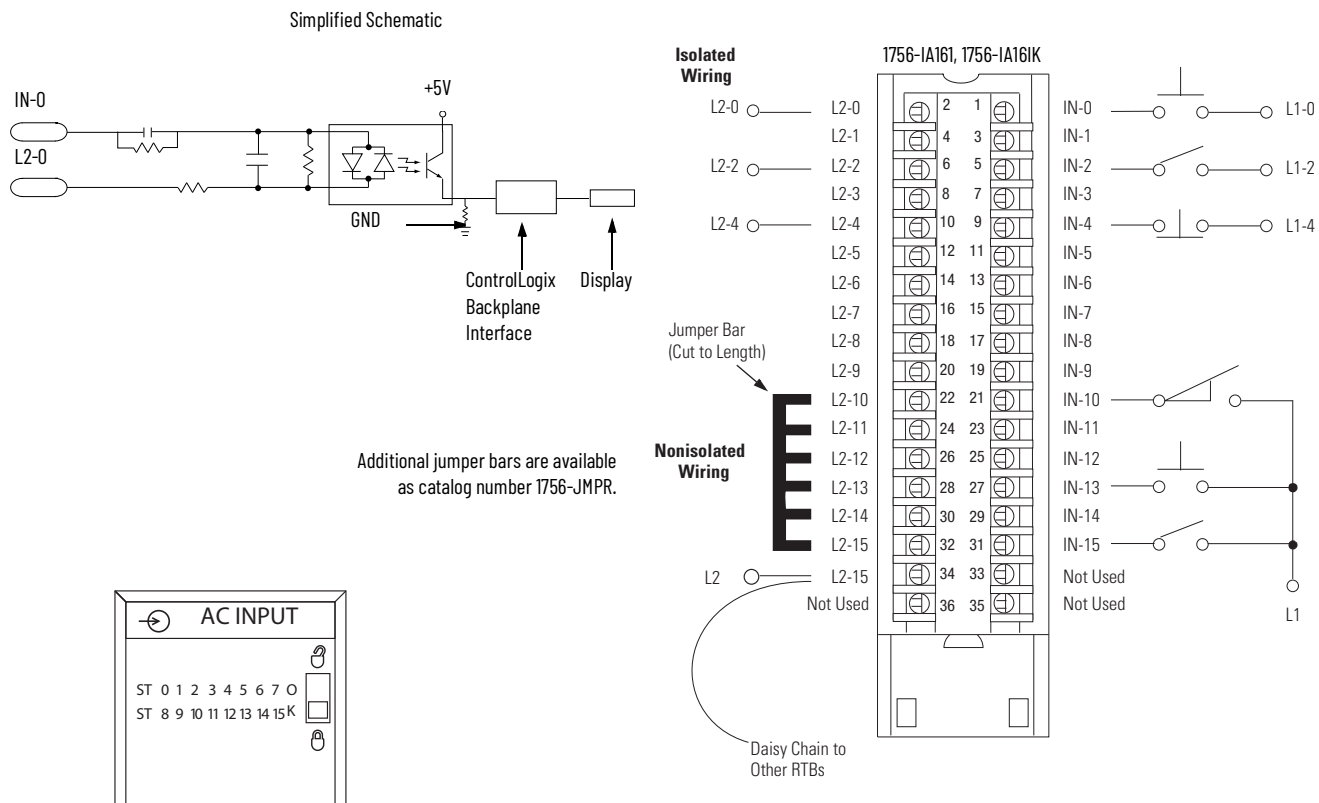 Simplified Schematic
IN-0
L2-0
+5V
GND
ControlLogix
Backplane
Interface
Display
Additional jumper bars are available
as catalog number 1756-JMPR.
AC INPUT
ST 0 1 2 3 4 5 6 7 O
ST 8 9 10 11 12 13 14 15 K
1756-IA16I, 1756-IA16IK
Isolated
Wiring
L2-0 L2-0 2 1 IN-0 L1-0
L2-1 4 3 IN-1
L2-2 L2-2 6 5 IN-2 L1-2
L2-3 8 7 IN-3
L2-4 L2-4 10 9 IN-4 L1-4
L2-5 12 11 IN-5
L2-6 14 13 IN-6
L2-7 16 15 IN-7
Jumper Bar
(Cut to Length)
L2-8 18 17 IN-8
L2-9 20 19 IN-9
L2-10 22 21 IN-10
L2-11 24 23 IN-11
Nonisolated
Wiring
L2-12 26 25 IN-12
L2-13 28 27 IN-13
L2-14 30 29 IN-14
L2-15 32 31 IN-15
L2 L2-15 34 33 Not Used
Not Used 36 35 Not Used
L1
Daisy Chain to
Other RTBs